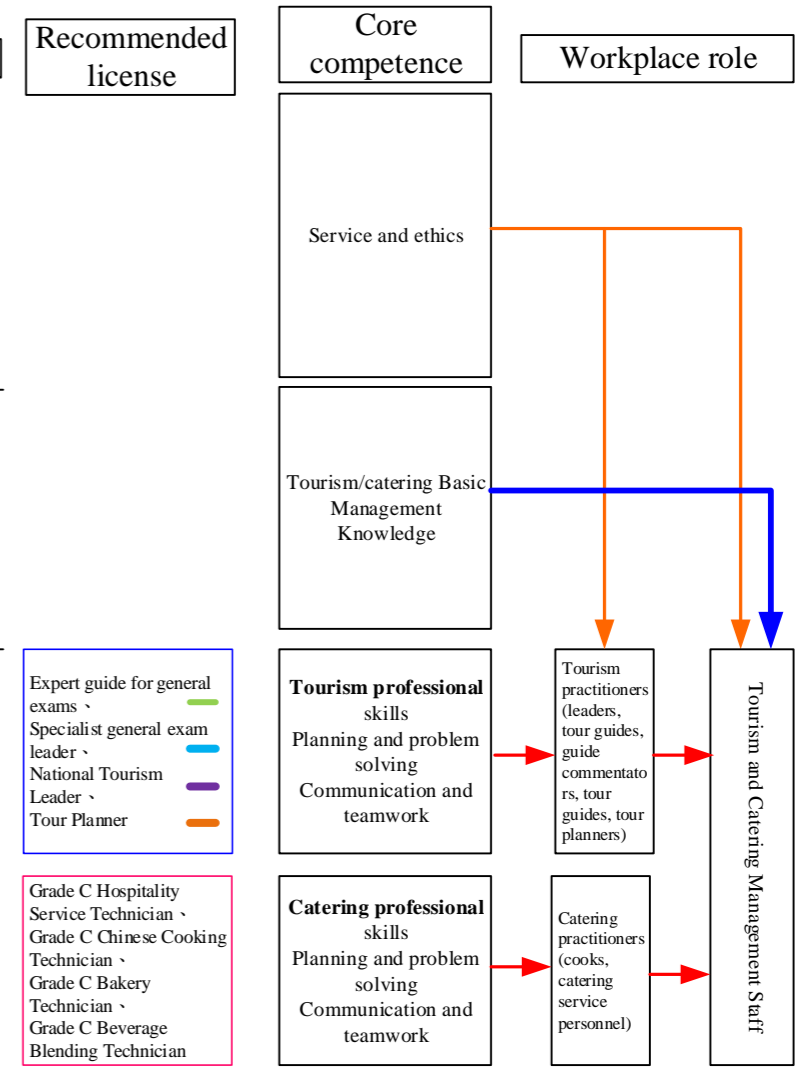 Recommended
license
Core
competence
Workplace role
Service and ethics
Tourism/catering Basic
Management
Knowledge
Expert guide for general
exams、
Specialist general exam
leader、
National Tourism
Leader、
Tour Planner
Tourism professional
skills
Planning and problem
solving
Communication and
teamwork
Tourism
practitioners
(leaders,
tour guides,
guide
commentato
rs, tour
guides, tour
planners)
Tourism and Catering Management Staff
Grade C Hospitality
Service Technician、
Grade C Chinese Cooking
Technician、
Grade C Bakery
Technician、
Grade C Beverage
Blending Technician
Catering professional
skills
Planning and problem
solving
Communication and
teamwork
Catering
practitioners
(cooks,
catering
service
personnel)